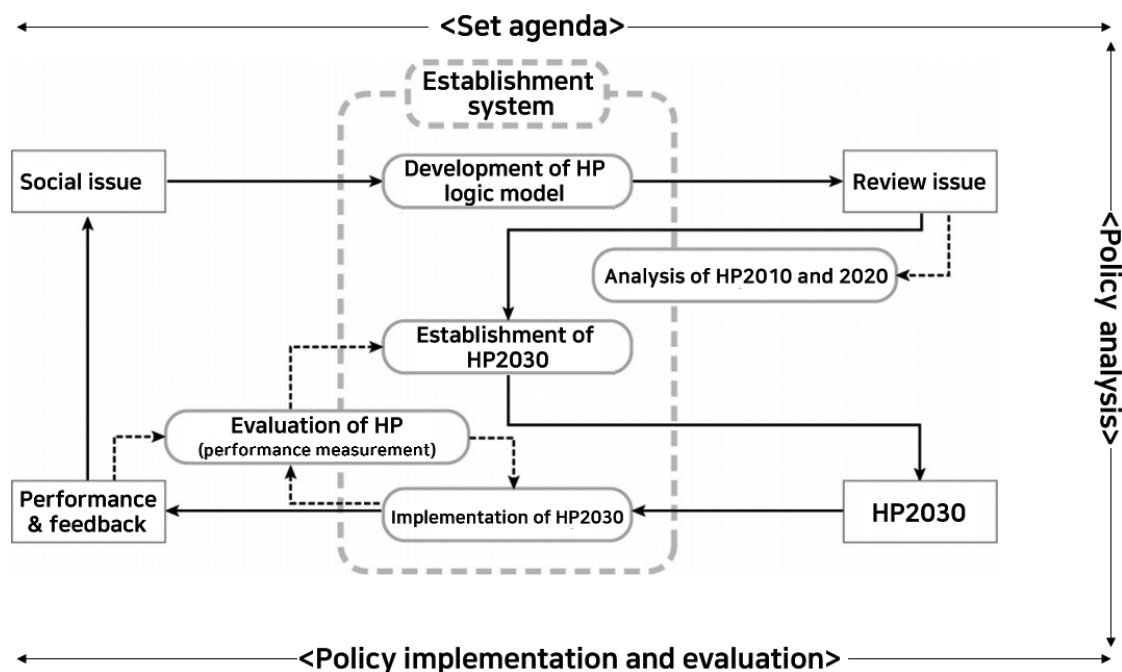 <Set agenda>
Establishment
system
Social issue
Development of HP
logic model
Review issue
Analysis of HP2010 and 2020
Establishment of
HP2030
Evaluation of HP
(performance measurement)
Performance
& feedback
Implementation of HP2030
HP2030
<Policy analysis>
<Policy implementation and evaluation>